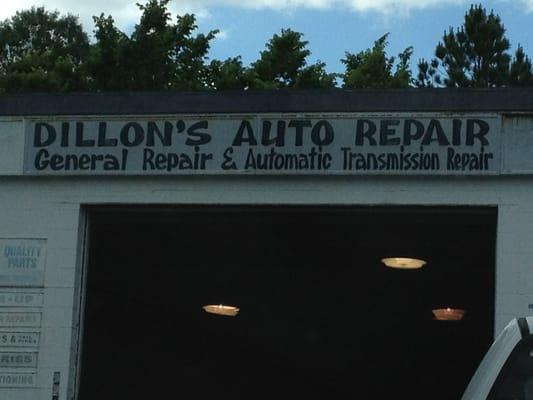 DILLON'S AUTO REPAIR
General Repair & Automatic Transmission Repair
QUALITY
PARTS